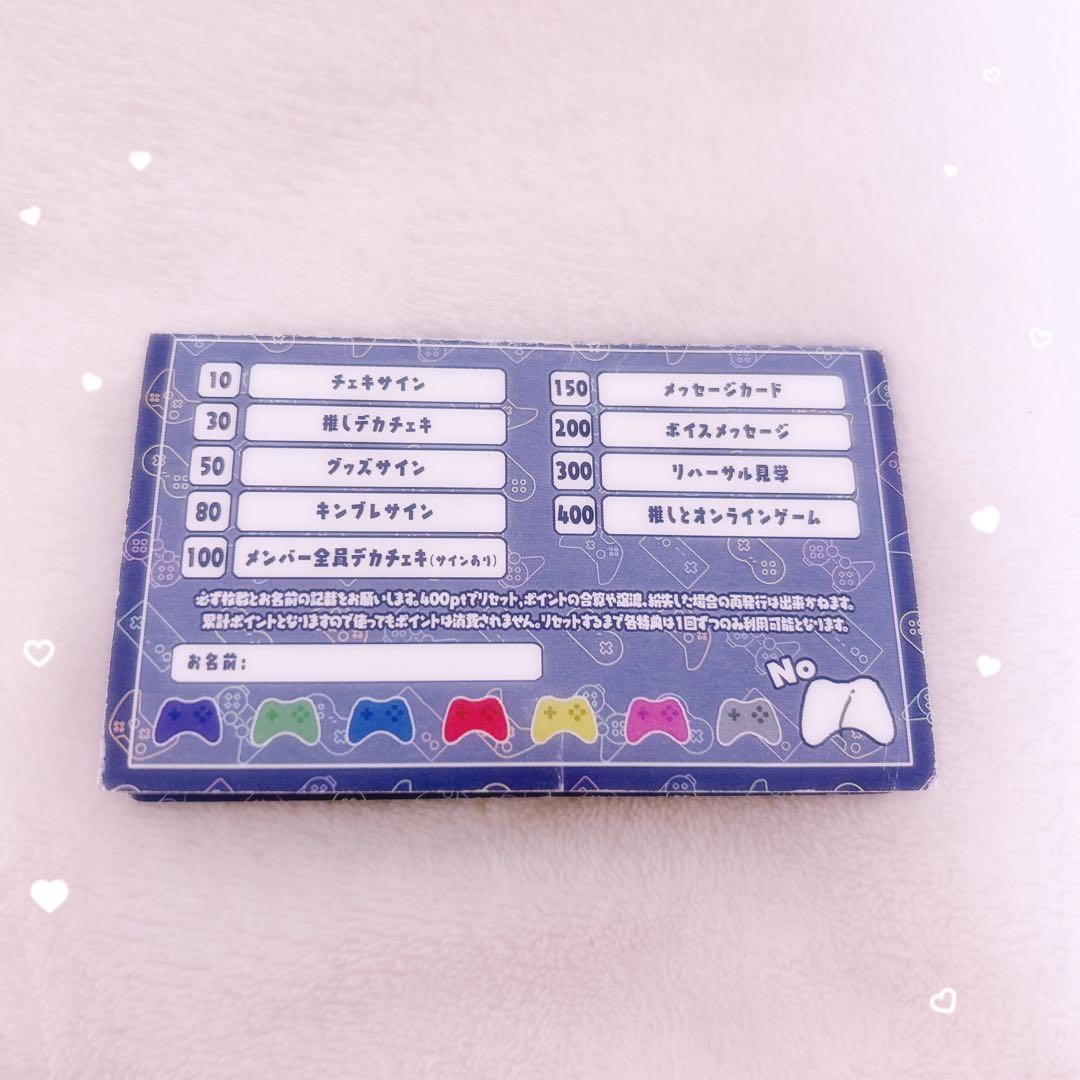 10 チェキサイン
30 推しデカチェキ
50 グッズサイン
80 キンブレサイン
100 メンバー全員デカチェキ(サインあり)
150 メッセージカード
200 ボイスメッセージ
300 リハーサル見学
400 推しとオンラインゲーム
必ず枚数とお名前の記載をお願いします。400ptでリセット、ポイントの合算や譲渡、紛失した場合の再発行は出来かねます。
累計ポイントとなりますので使ってもポイントは消費されません。リセットするまで各特典は1回ずつのみ利用可能となります。
お名前:
No